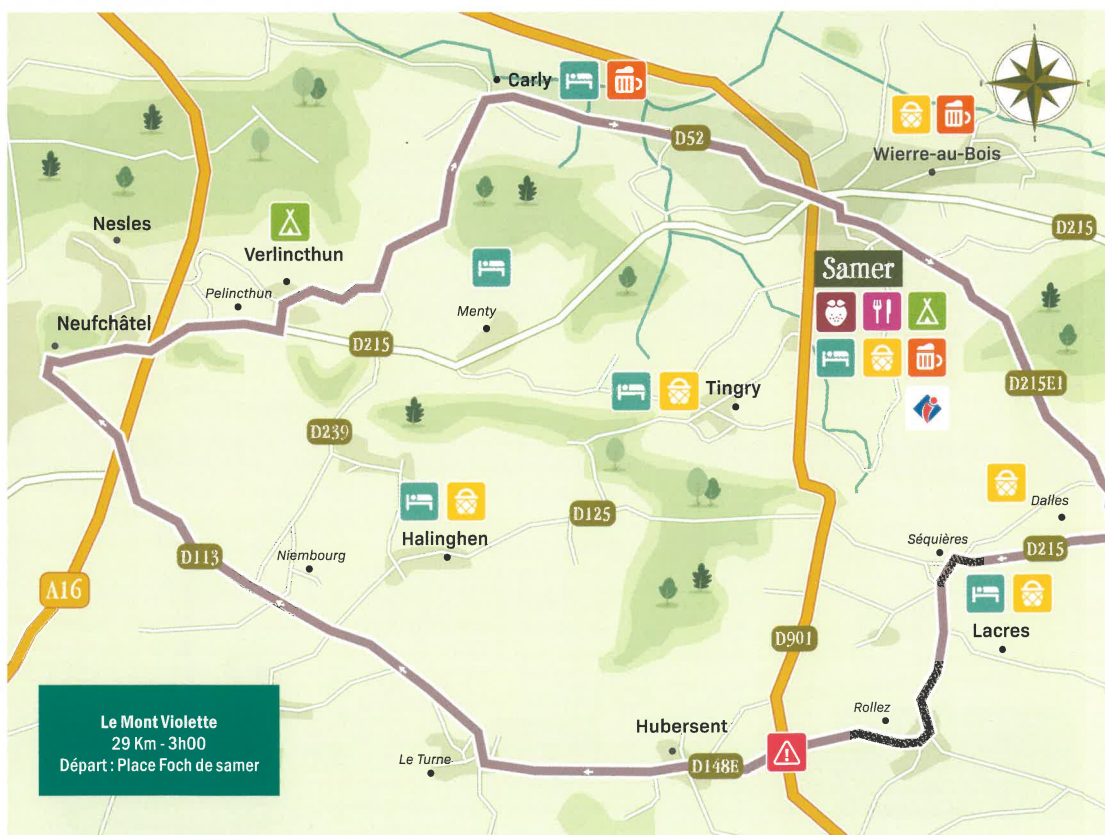 Carly
D52
Wierre-au-Bois
Nesles
Verlincthun
D215
Pelincthun
Samer
Menty
Neufchâtel
D215
Tingry
D215E1
D239
Dalles
D125
Halinghen
Séquières
D215
D113
Niembourg
A16
Lacres
D901
Le Mont Violette
29 Km - 3h00
Départ : Place Foch de samer
Rollez
Hubersent
Le Turne
D148E